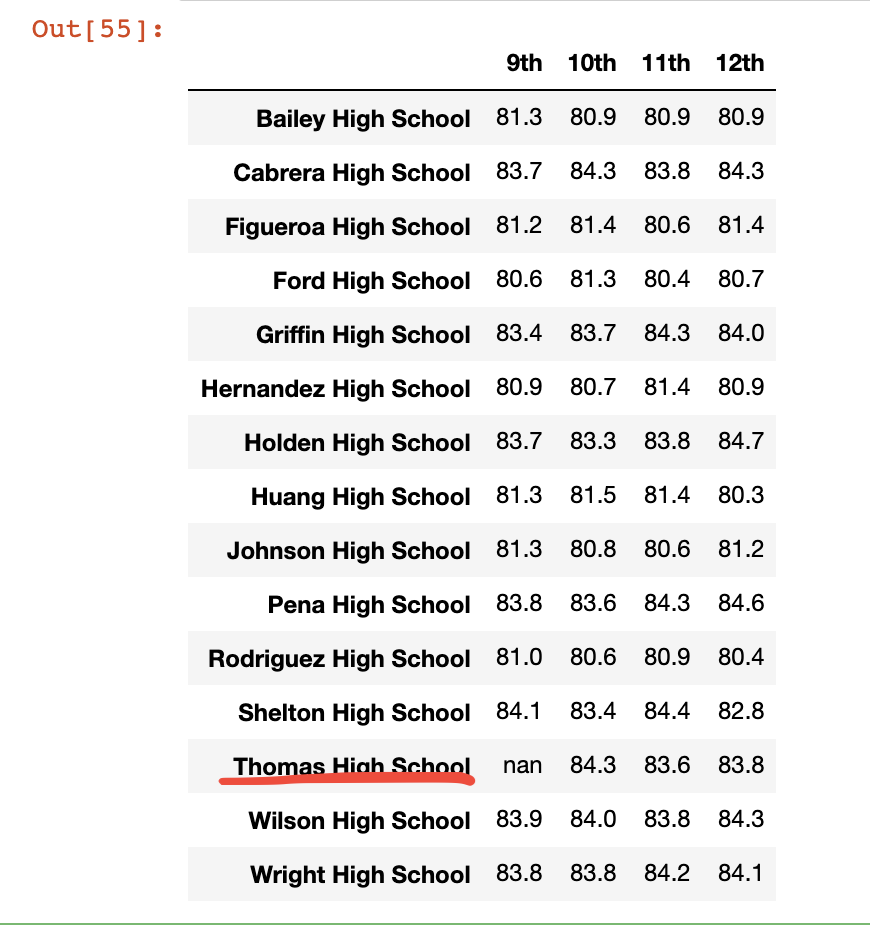 Out[55]:
9th 10th 11th 12th
Bailey High School 81.3 80.9 80.9 80.9
Cabrera High School 83.7 84.3 83.8 84.3
Figueroa High School 81.2 81.4 80.6 81.4
Ford High School 80.6 81.3 80.4 80.7
Griffin High School 83.4 83.7 84.3 84.0
Hernandez High School 80.9 80.7 81.4 80.9
Holden High School 83.7 83.3 83.8 84.7
Huang High School 81.3 81.5 81.4 80.3
Johnson High School 81.3 80.8 80.6 81.2
Pena High School 83.8 83.6 84.3 84.6
Rodriguez High School 81.0 80.6 80.9 80.4
Shelton High School 84.1 83.4 84.4 82.8
Thomas High School nan 84.3 83.6 83.8
Wilson High School 83.9 84.0 83.8 84.3
Wright High School 83.8 83.8 84.2 84.1